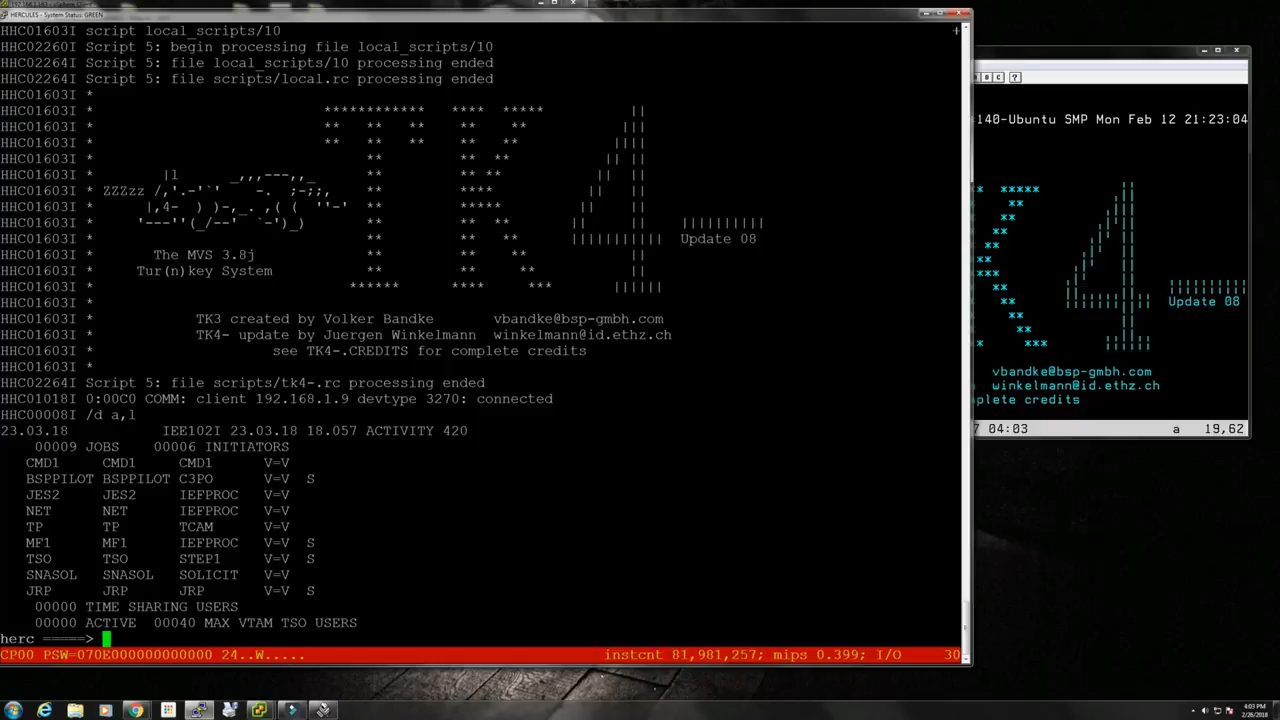 HERCULES - System Status: GREEN
HHC01603I script local_scripts/10
HHC02260I Script 5: begin processing file local_scripts/10
HHC02264I Script 5: file local_scripts/10 processing ended
HHC02264I Script 5: file scripts/local.rc processing ended
HHC01603I *
HHC01603I * ************ **** ***** ||
HHC01603I * ** ** ** ** ** |||
HHC01603I * ** ** ** ** ** ||||
HHC01603I * ** ** ** || ||
HHC01603I * |l _,,,---,,_ ** ** ** || ||
HHC01603I * ZZZzz /,'.-'`' -. ;-;;, ** **** || ||
HHC01603I * |,4- ) )-,_. ,( ( ''-' ** ***** || ||
HHC01603I * '---''(_/--' `-')_) ** ** ** || || ||||||||||
HHC01603I * ** ** ** ||||||||||| || Update 08
HHC01603I * The MVS 3.8j ** ** ** ||
HHC01603I * Tur(n)key System ** ** ** ||
HHC01603I * ****** **** *** ||||||
HHC01603I *
HHC01603I * TK3 created by Volker Bandke vbandke@bsp-gmbh.com
HHC01603I * TK4- update by Juergen Winkelmann winkelmann@id.ethz.ch
HHC01603I * see TK4-.CREDITS for complete credits
HHC01603I *
HHC02264I Script 5: file scripts/tk4-.rc processing ended
HHC01018I 0:00C0 COMM: client 192.168.1.9 devtype 3270: connected
HHC00008I /d a,l
23.03.18 IEE102I 23.03.18 18.057 ACTIVITY 420
00009 JOBS 00006 INITIATORS
CMD1 CMD1 CMD1 V=V
BSPPILOT BSPPILOT C3PO V=V S
JES2 JES2 IEFPROC V=V
NET NET IEFPROC V=V
TP TP TCAM V=V
MF1 MF1 IEFPROC V=V S
TSO TSO STEP1 V=V S
SNASOL SNASOL SOLICIT V=V
JRP JRP JRP V=V S
00000 TIME SHARING USERS
00000 ACTIVE 00040 MAX VTAM TSO USERS
herc =====>
CP00 PSW=070E000000000000 24..W..... instcnt 81,981,257; mips 0.399; I/O 30
140-Ubuntu SMP Mon Feb 12 21:23:04
Update 08
vbandke@bsp-gmbh.com
winkelmann@id.ethz.ch
plete credits
04:03 a 19,62
4:03 PM
2/26/2018